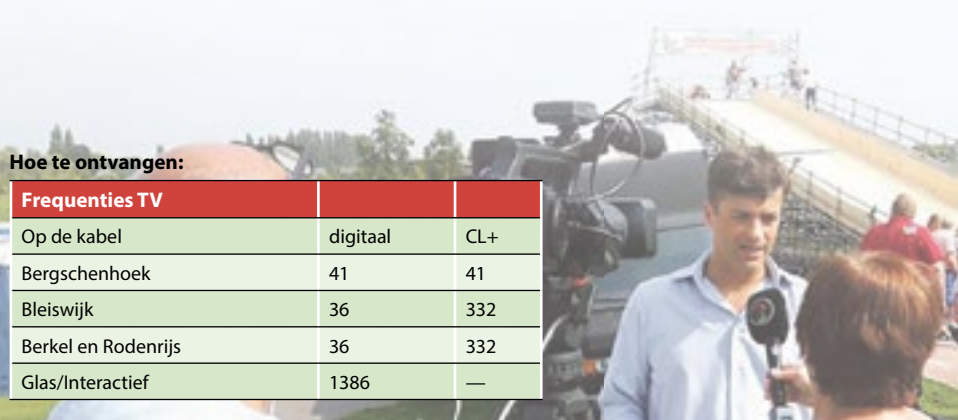 Hoe te ontvangen:
Frequenties TV
Op de kabel digitaal CL+
Bergschenhoek 41 41
Bleiswijk 36 332
Berkel en Rodenrijs 36 332
Glas/Interactief 1386 —